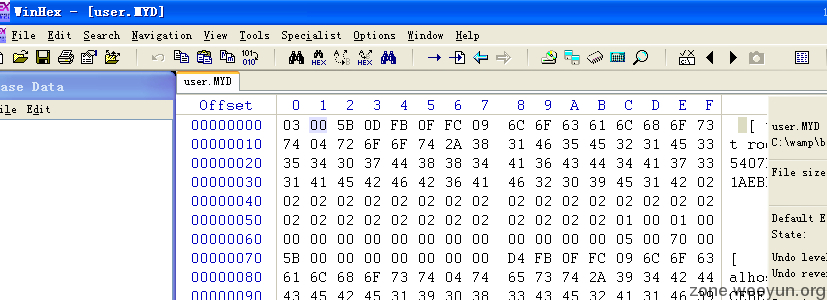 WinHex - [user.MYD]
File Edit Search Navigation View Tools Specialist Options Window Help
ase Data
ile Edit
user.MYD
Offset 0 1 2 3 4 5 6 7 8 9 A B C D E F
00000000 03 00 5B 0D FB 0F FC 09 6C 6F 63 61 6C 68 6F 73 [
00000010 74 04 72 6F 6F 74 2A 38 31 46 35 45 32 31 45 33 t roo
00000020 35 34 30 37 44 38 38 34 41 36 43 44 34 41 37 33 5407
00000030 31 41 45 42 46 42 36 41 46 32 30 39 45 31 42 02 1AEB
00000040 02 02 02 02 02 02 02 02 02 02 02 02 02 02 02 02
00000050 02 02 02 02 02 02 02 02 02 02 02 02 01 00 01 00
00000060 00 00 00 00 00 00 00 00 00 00 00 00 05 00 70 00
00000070 5B 00 00 00 00 00 00 00 D4 FB 0F FC 09 6C 6F 63 [
00000080 61 6C 68 6F 73 74 04 74 65 73 74 2A 39 34 42 44 alhos
43 45 42 45 31 39 30 38 33 43 45 32 41 31 46
user.MYD
C:\wamp\b
File size
Default E
State:
Undo leve
Undo rever
zone.wooyun.org